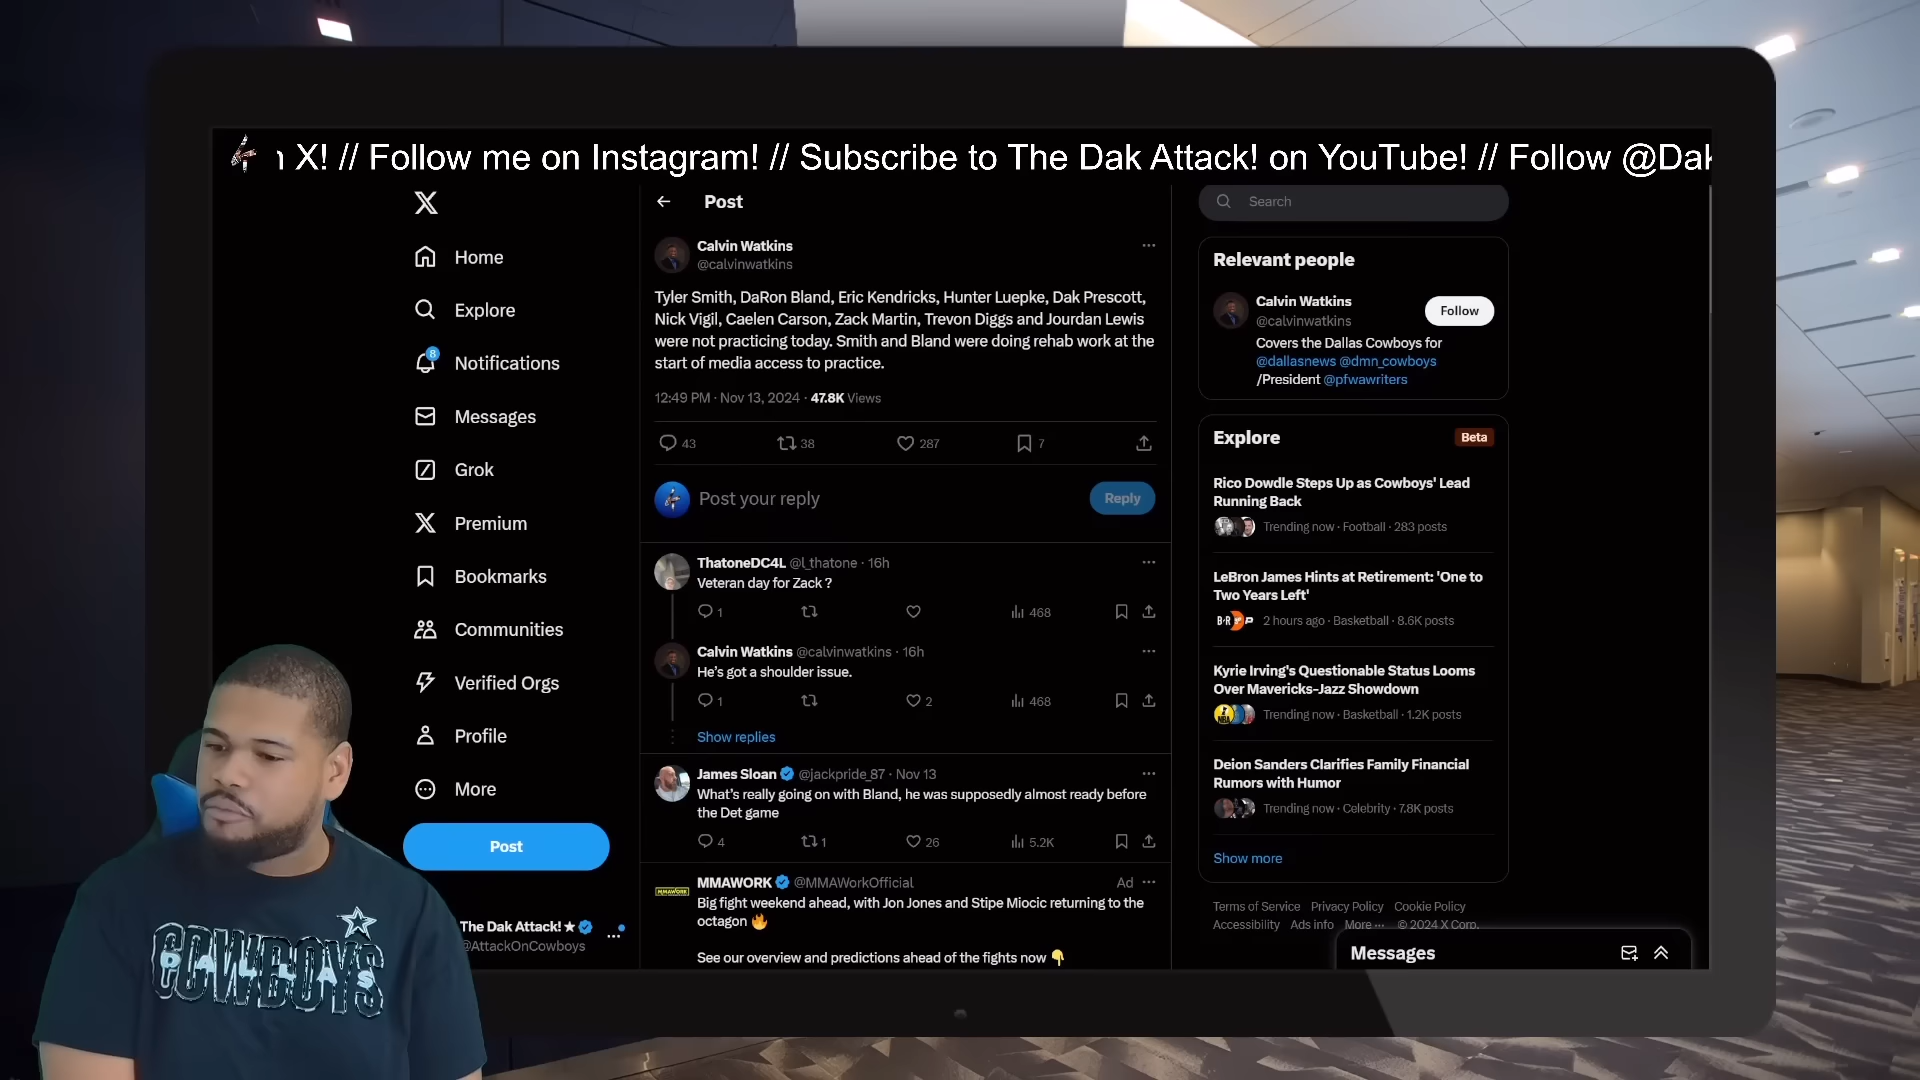 X! // Follow me on Instagram! // Subscribe to The Dak Attack! on YouTube! // Follow
X
Home
Explore
8
Notifications
Messages
Grok
Premium
Bookmarks
Communities
Verified Orgs
Profile
More
Post
The Dak Attack!★
@AttackOnCowboys
Post
Calvin Watkins
@calvinwatkins
Tyler Smith, DaRon Bland, Eric Kendricks, Hunter Luepke, Dak Prescott,
Nick Vigil, Caelen Carson, Zack Martin, Trevon Diggs and Jourdan Lewis
were not practicing today. Smith and Bland were doing rehab work at the
start of media access to practice.
12:49 PM · Nov 13, 2024 · 47.8K Views
43 38 287 7
Post your reply
Reply
ThatoneDC4L @l_thatone · 16h
Veteran day for Zack ?
1 468
Calvin Watkins @calvinwatkins · 16h
He's got a shoulder issue.
1 2 468
Show replies
James Sloan @jackpride_87 · Nov 13
What's really going on with Bland, he was supposedly almost ready before
the Det game
4 1 26 5.2K
MMAWORK
MMAWORK @MMAWorkOfficial Ad
Big fight weekend ahead, with Jon Jones and Stipe Miocic returning to the
octagon 🔥
See our overview and predictions ahead of the fights now 👇
Search
Relevant people
Calvin Watkins
@calvinwatkins
Follow
Covers the Dallas Cowboys for
@dallasnews @dmn_cowboys
/President @pfwawriters
Explore
Beta
Rico Dowdle Steps Up as Cowboys' Lead
Running Back
Trending now · Football · 283 posts
LeBron James Hints at Retirement: 'One to
Two Years Left'
B/R
2 hours ago · Basketball · 8.6K posts
Kyrie Irving's Questionable Status Looms
Over Mavericks-Jazz Showdown
Trending now · Basketball · 1.2K posts
Deion Sanders Clarifies Family Financial
Rumors with Humor
Trending now · Celebrity · 7.8K posts
Show more
Terms of Service Privacy Policy Cookie Policy
Accessibility Ads info More ··· © 2024 X Corp.
Messages
COWBOYS
DALLAS